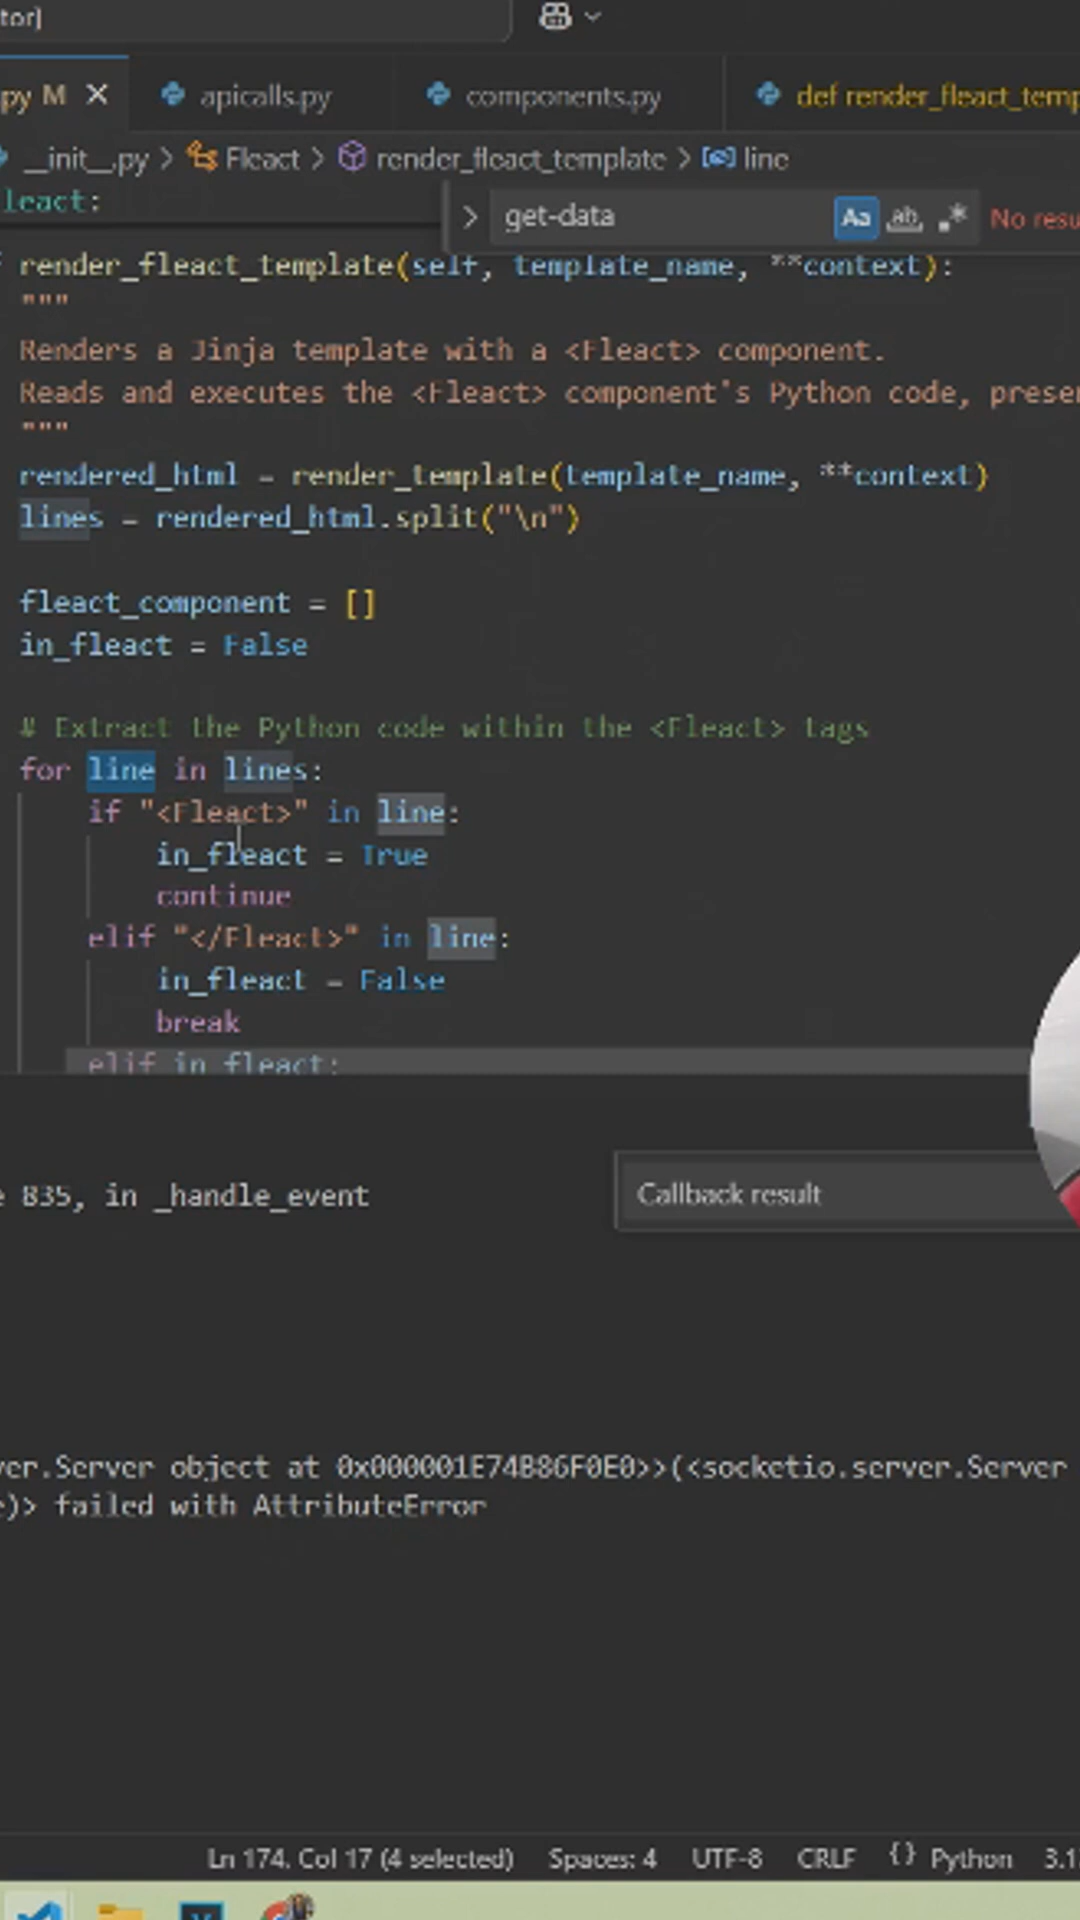 tor]
py M
apicalls.py
components.py
def render_fleact_temp
__init__.py > Fleact > render_fleact_template > line
leact:
> get-data Aa ab .* No resu
render_fleact_template(self, template_name, **context):
"""
Renders a Jinja template with a <Fleact> component.
Reads and executes the <Fleact> component's Python code, preser
"""
rendered_html = render_template(template_name, **context)
lines = rendered_html.split("\n")
fleact_component = []
in_fleact = False
# Extract the Python code within the <Fleact> tags
for line in lines:
if "<Fleact>" in line:
in_fleact = True
continue
elif "</Fleact>" in line:
in_fleact = False
break
elif in_fleact:
e 835, in _handle_event
Callback result
ver.Server object at 0x000001E74B86F0E0>>(<socketio.server.Server
)> failed with AttributeError
Ln 174, Col 17 (4 selected) Spaces: 4 UTF-8 CRLF {} Python 3.1